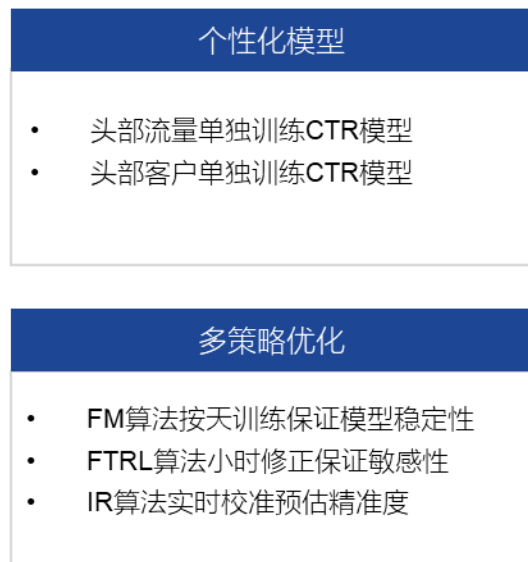 个性化模型
• 头部流量单独训练CTR模型
• 头部客户单独训练CTR模型
多策略优化
• FM算法按天训练保证模型稳定性
• FTRL算法小时修正保证敏感性
• IR算法实时校准预估精准度